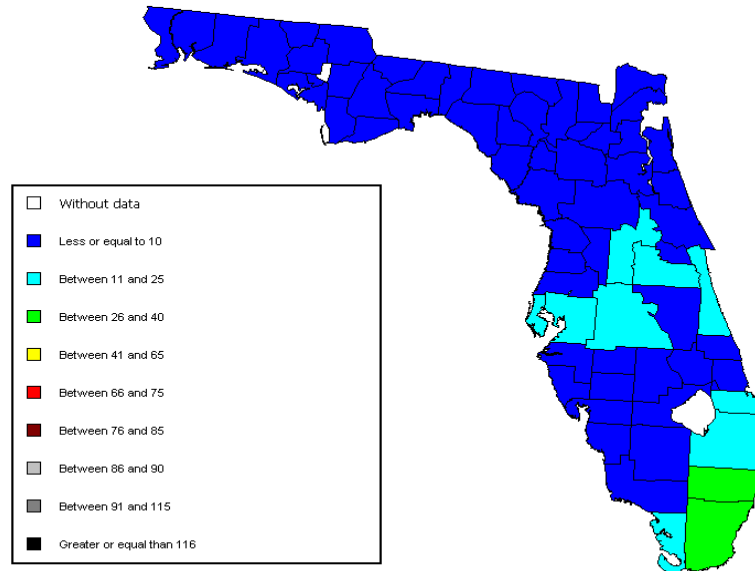 Without data
Less or equal to 10
Between 11 and 25
Between 26 and 40
Between 41 and 65
Between 66 and 75
Between 76 and 85
Between 86 and 90
Between 91 and 115
Greater or equal than 116